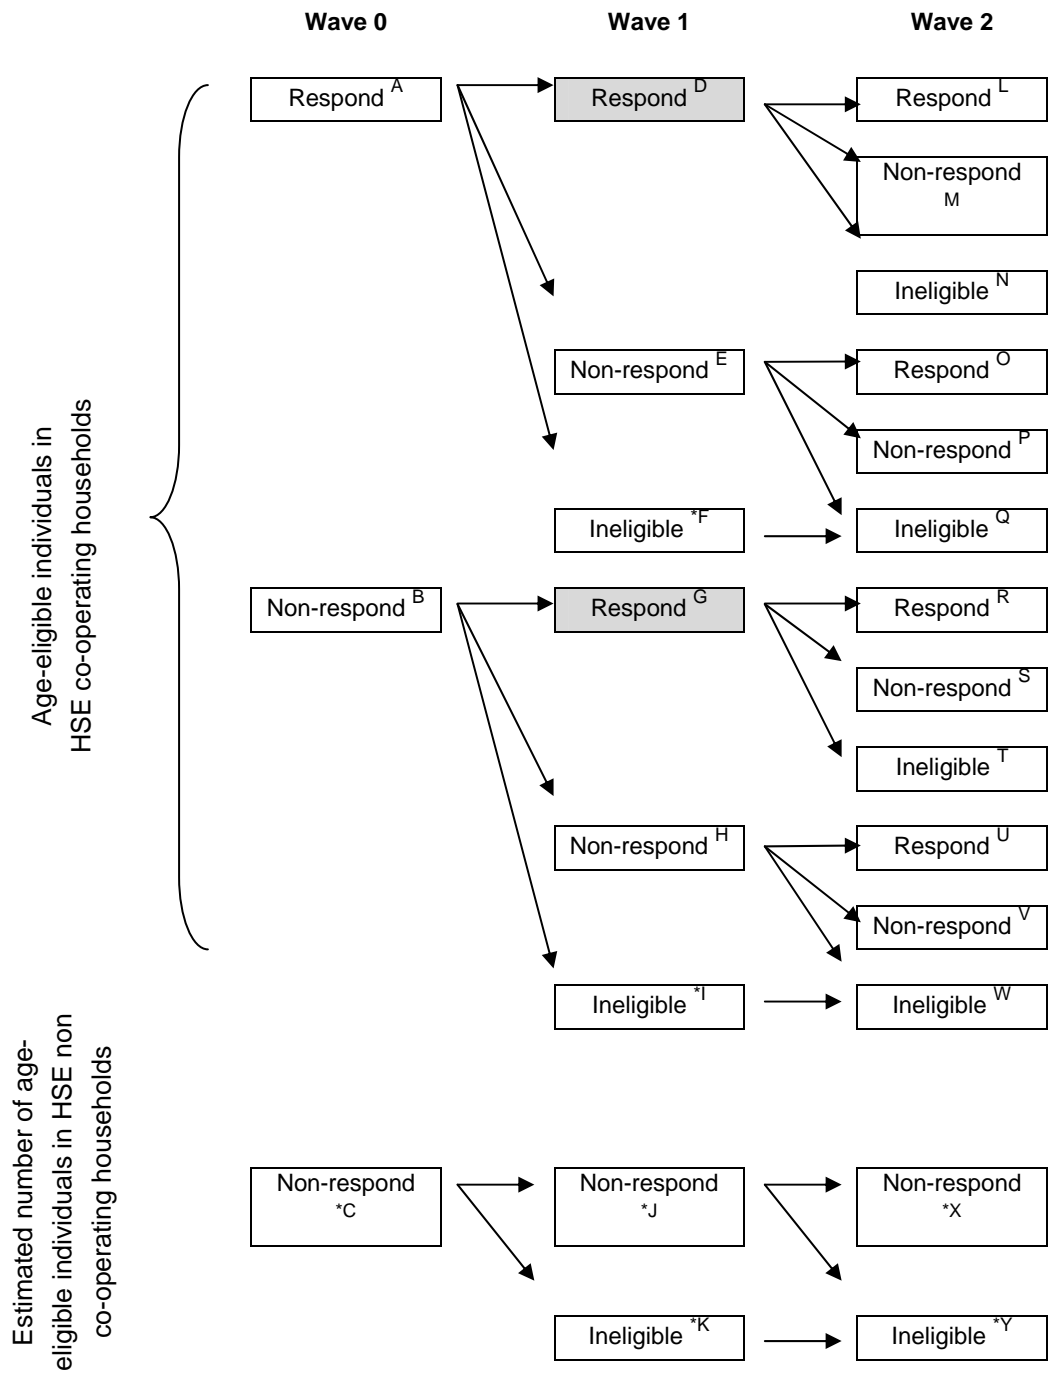 Wave 0 Wave 1 Wave 2
Respond A Respond D Respond L
Non-respond
M
Ineligible N
Non-respond E Respond O
Non-respond P
Ineligible *F Ineligible Q
Non-respond B Respond G Respond R
Non-respond S
Ineligible T
Non-respond H Respond U
Non-respond V
Ineligible *I Ineligible W
Non-respond Non-respond Non-respond
*C *J *X
Ineligible *K Ineligible *Y
Age-eligible individuals in
HSE co-operating households
Estimated number of age-
eligible individuals in HSE non
co-operating households